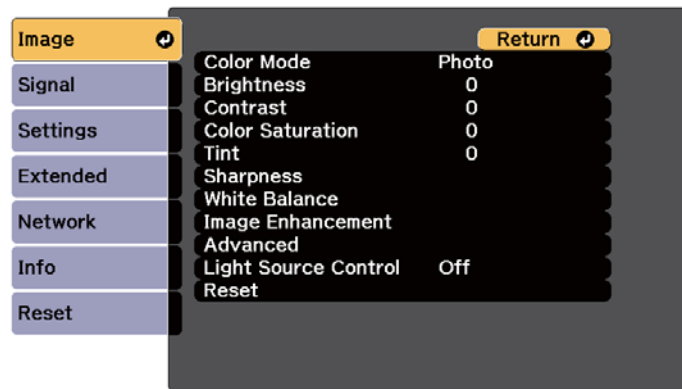 Image
Signal
Settings
Extended
Network
Info
Reset
Return
Color Mode Photo
Brightness 0
Contrast 0
Color Saturation 0
Tint 0
Sharpness
White Balance
Image Enhancement
Advanced
Light Source Control Off
Reset